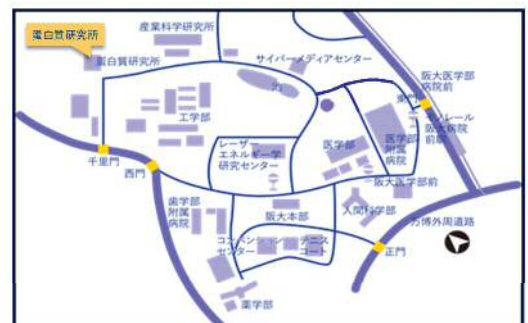 蛋白質研究所
産業科学研究所
蛋白質研究所
サイバーメディアセンター
阪大医学部
病院前
東門
モノレール
阪大病院
前駅
工学部
レーザー
エネルギー学
研究センター
医学部
医学部
附属
病院
千里門
西門
阪大医学部前
歯学部
附属
病院
阪大本部
人間科学部
万博外周道路
コンベンション
センター
テニス
コート
正門
薬学部